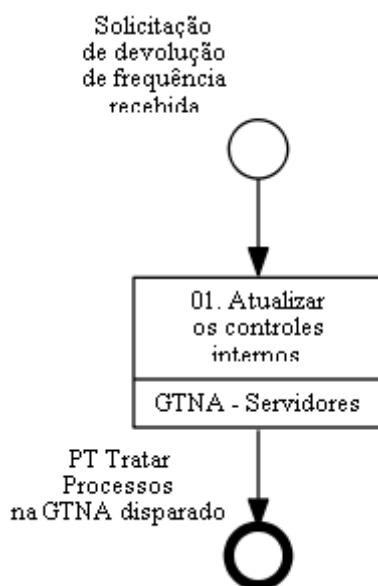 Solicitação
de devolução
de frequência
recebida
01. Atualizar
os controles
internos
GTNA - Servidores
PT Tratar
Processos
na GTNA disparado